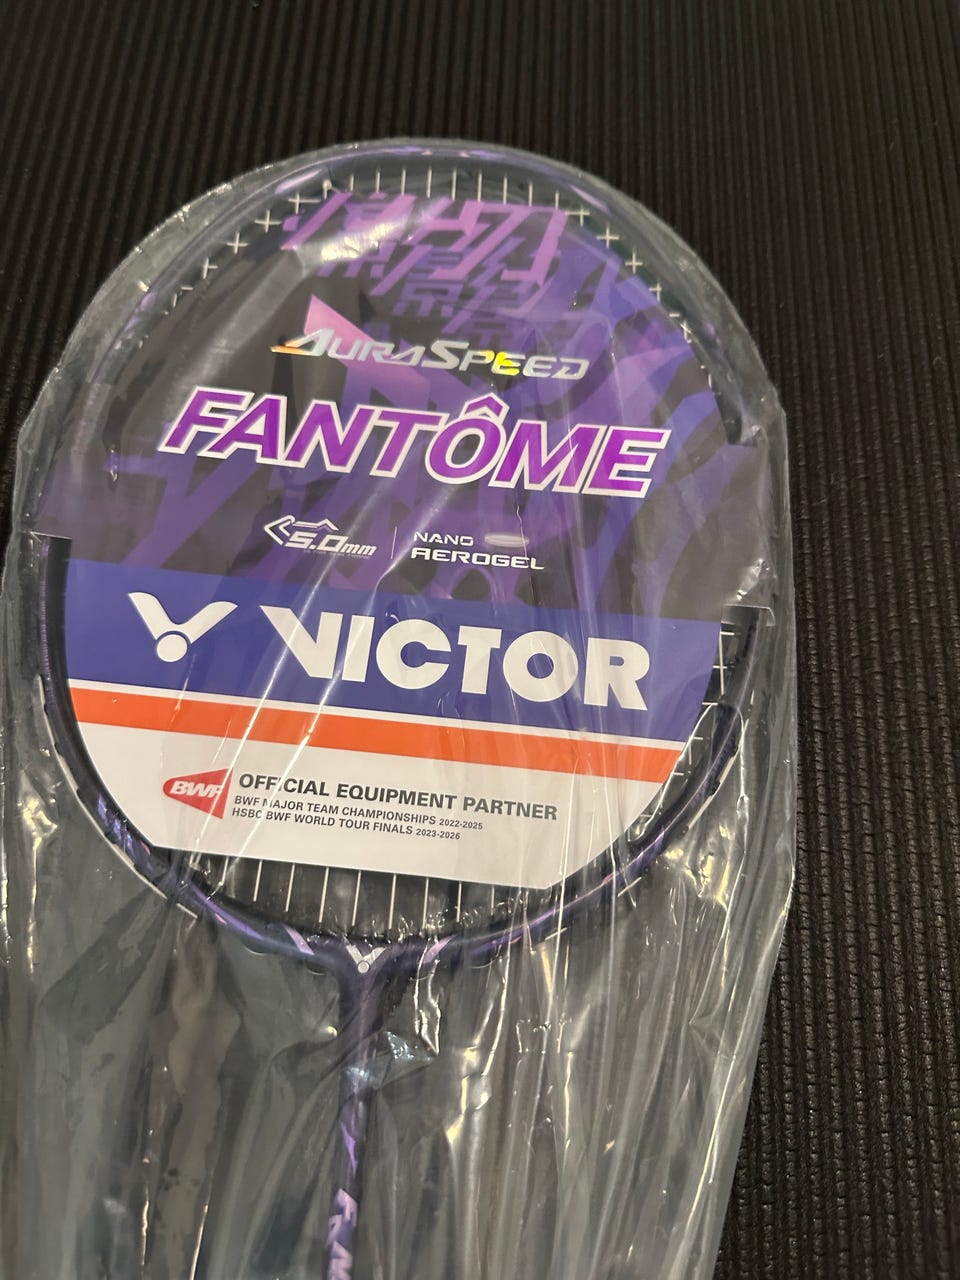 AURASPEED
FANTÔME
5.0mm
NANO
AEROGEL
VICTOR
BWF
OFFICIAL EQUIPMENT PARTNER
BWF MAJOR TEAM CHAMPIONSHIPS 2022-2025
HSBC BWF WORLD TOUR FINALS 2023-2026